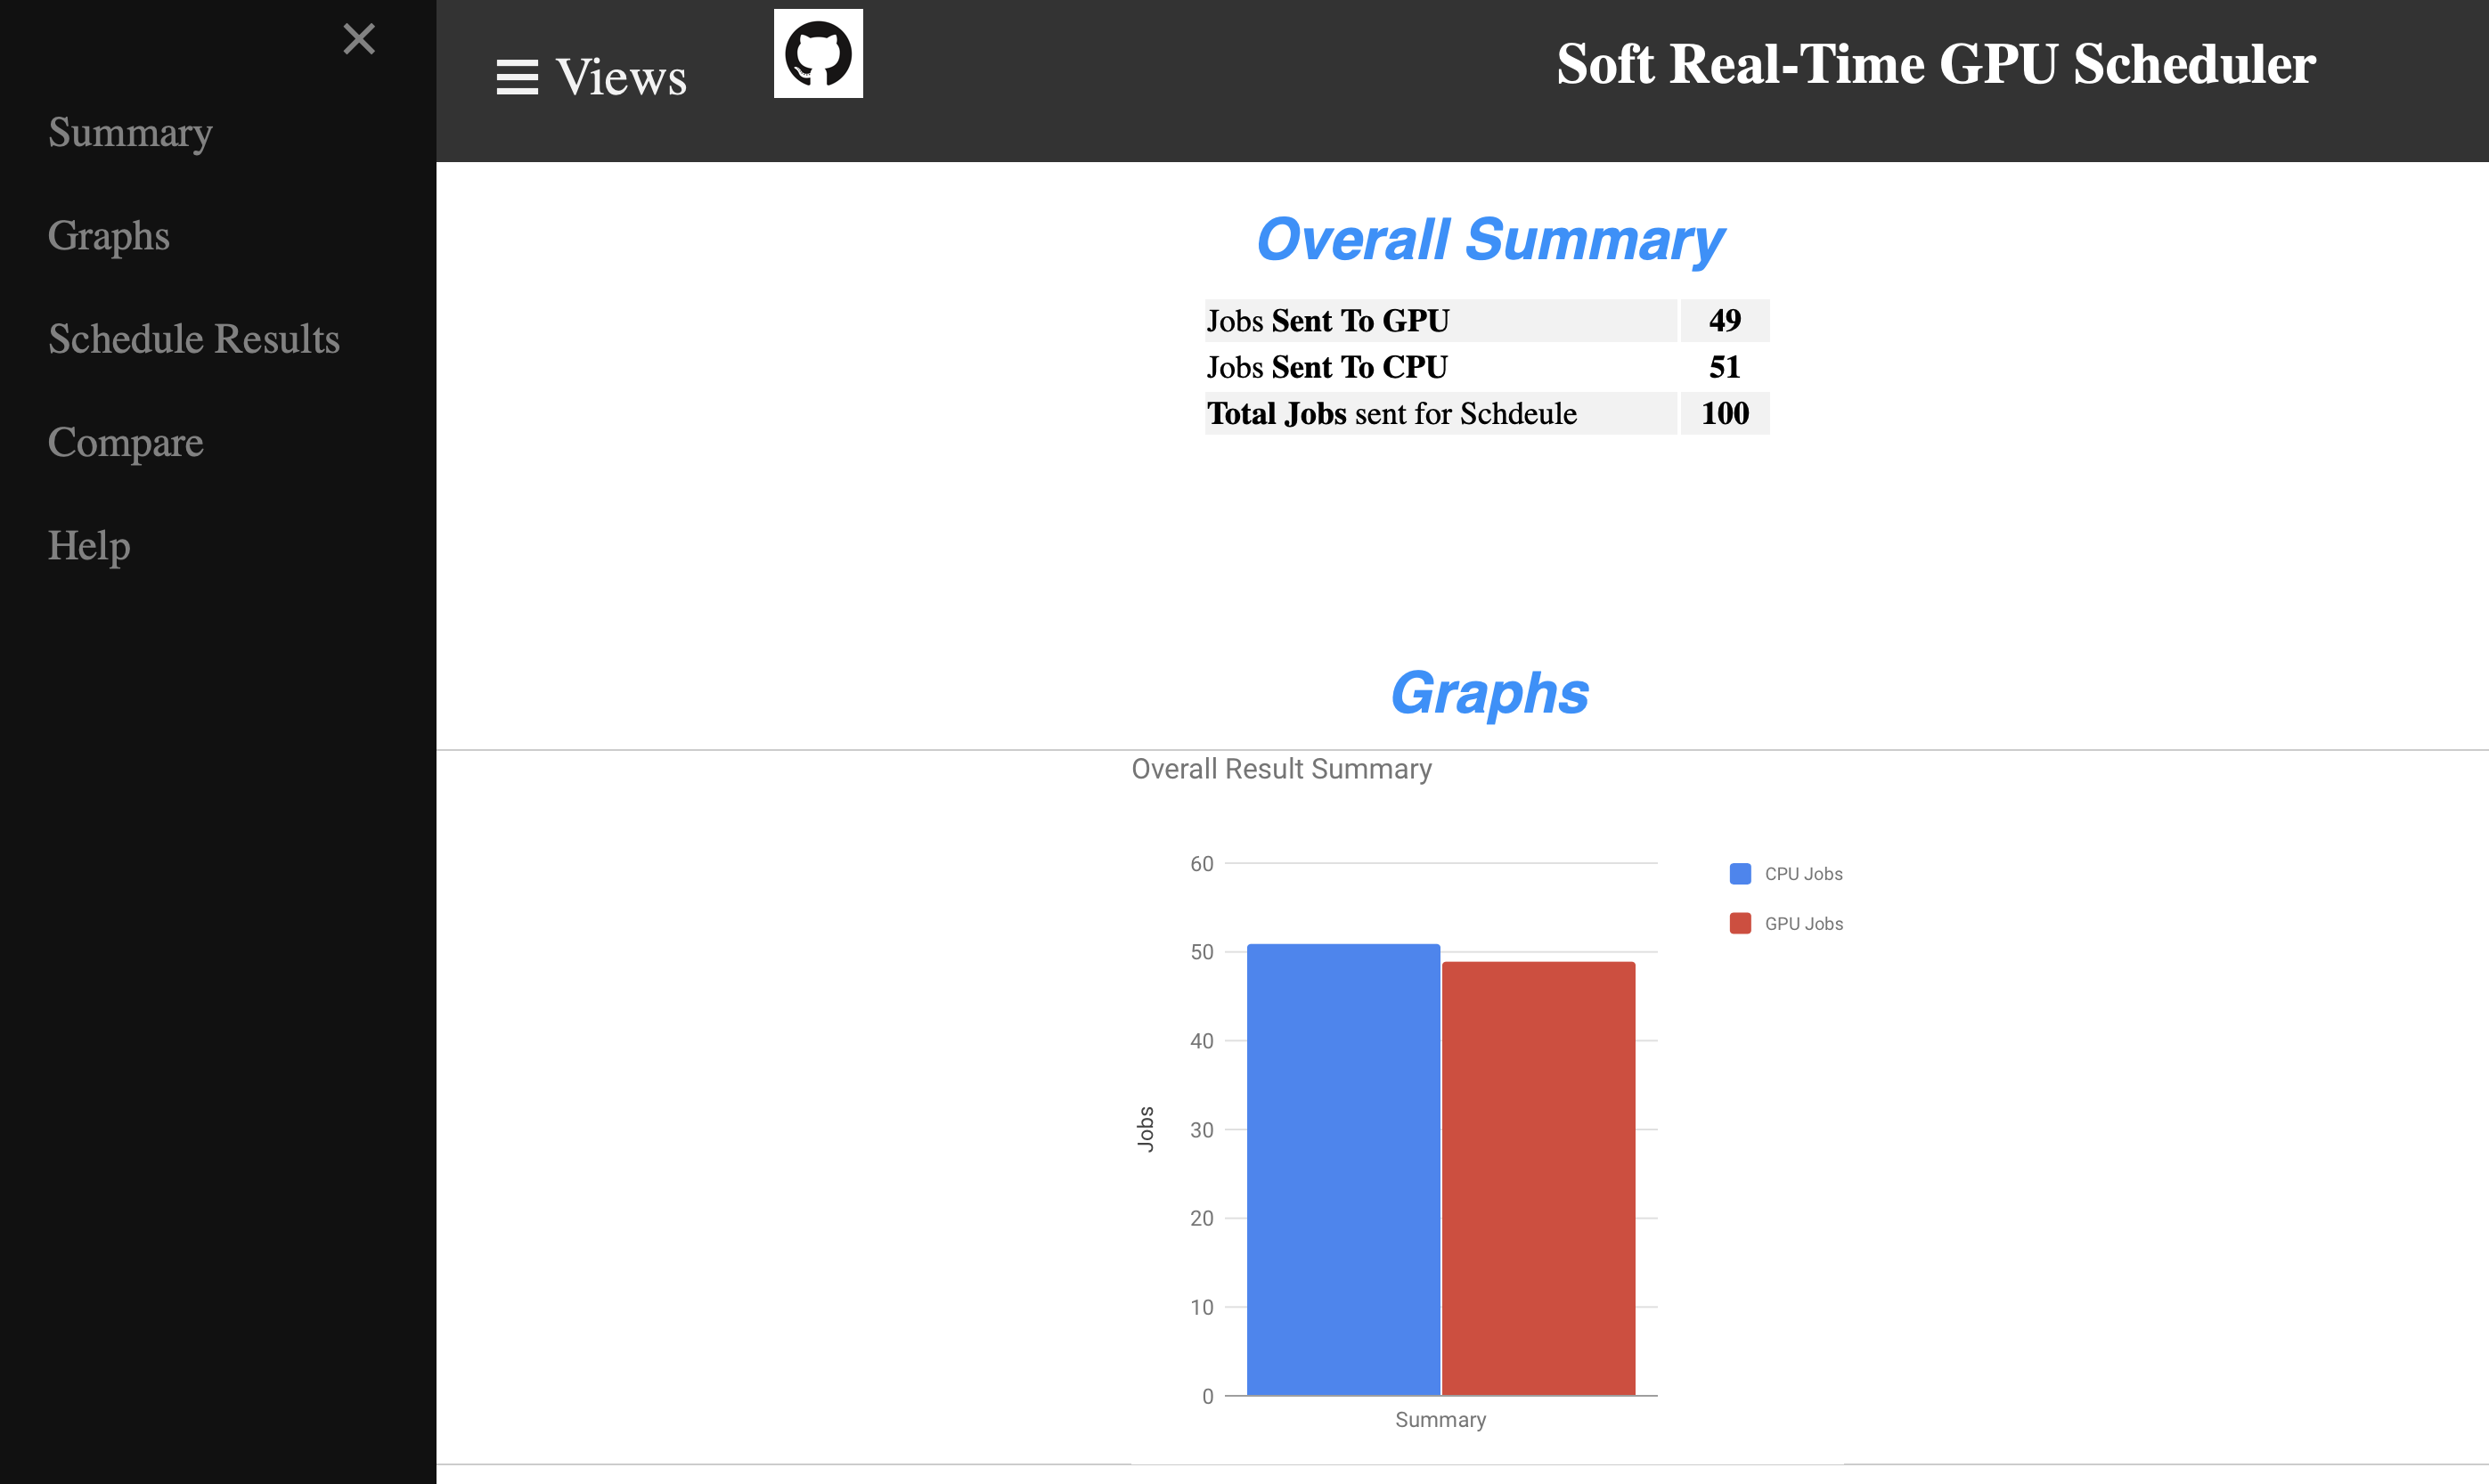 Summary
Graphs
Schedule Results
Compare
Help
Views
Soft Real-Time GPU Scheduler
Overall Summary
Jobs Sent To GPU 49
Jobs Sent To CPU 51
Total Jobs sent for Schdeule 100
Graphs
Overall Result Summary
60
50
40
30
20
10
0
Jobs
Summary
CPU Jobs
GPU Jobs